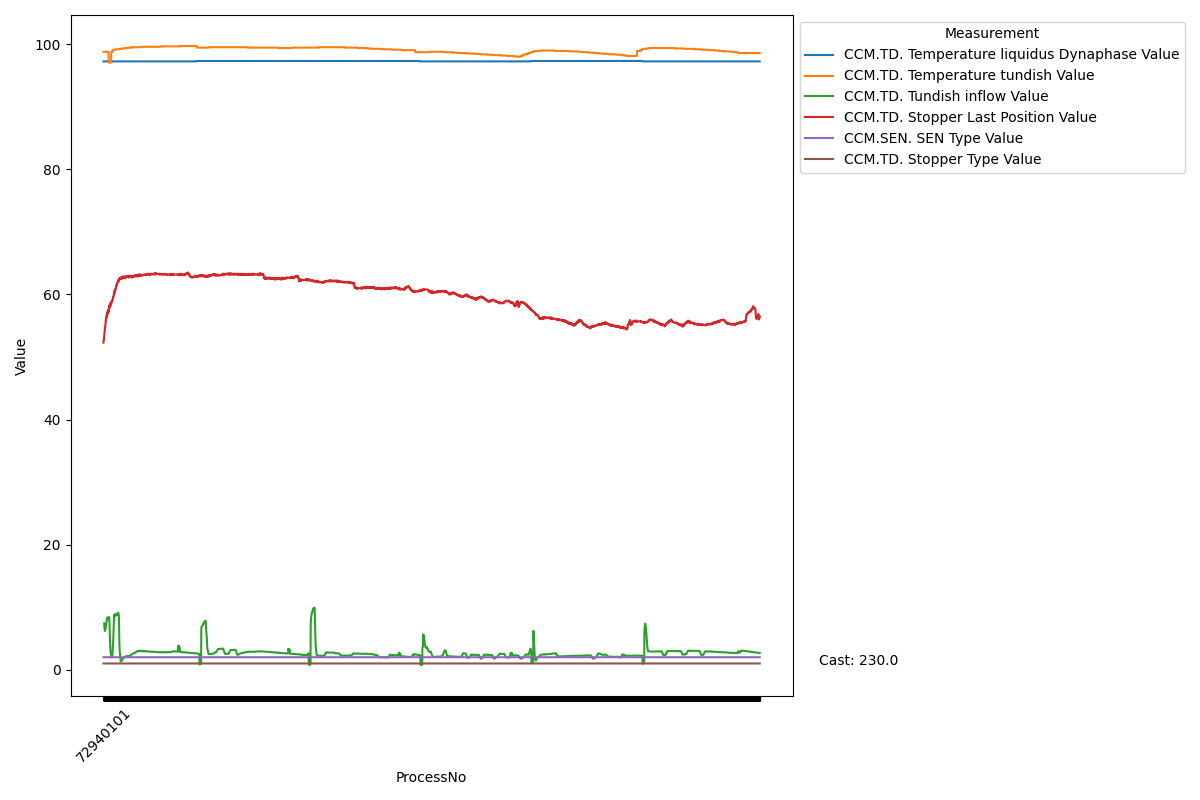 Measurement
CCM.TD. Temperature liquidus Dynaphase Value
CCM.TD. Temperature tundish Value
CCM.TD. Tundish inflow Value
CCM.TD. Stopper Last Position Value
CCM.SEN. SEN Type Value
CCM.TD. Stopper Type Value
100
80
60
40
20
0
Value
Cast: 230.0
72940101
ProcessNo